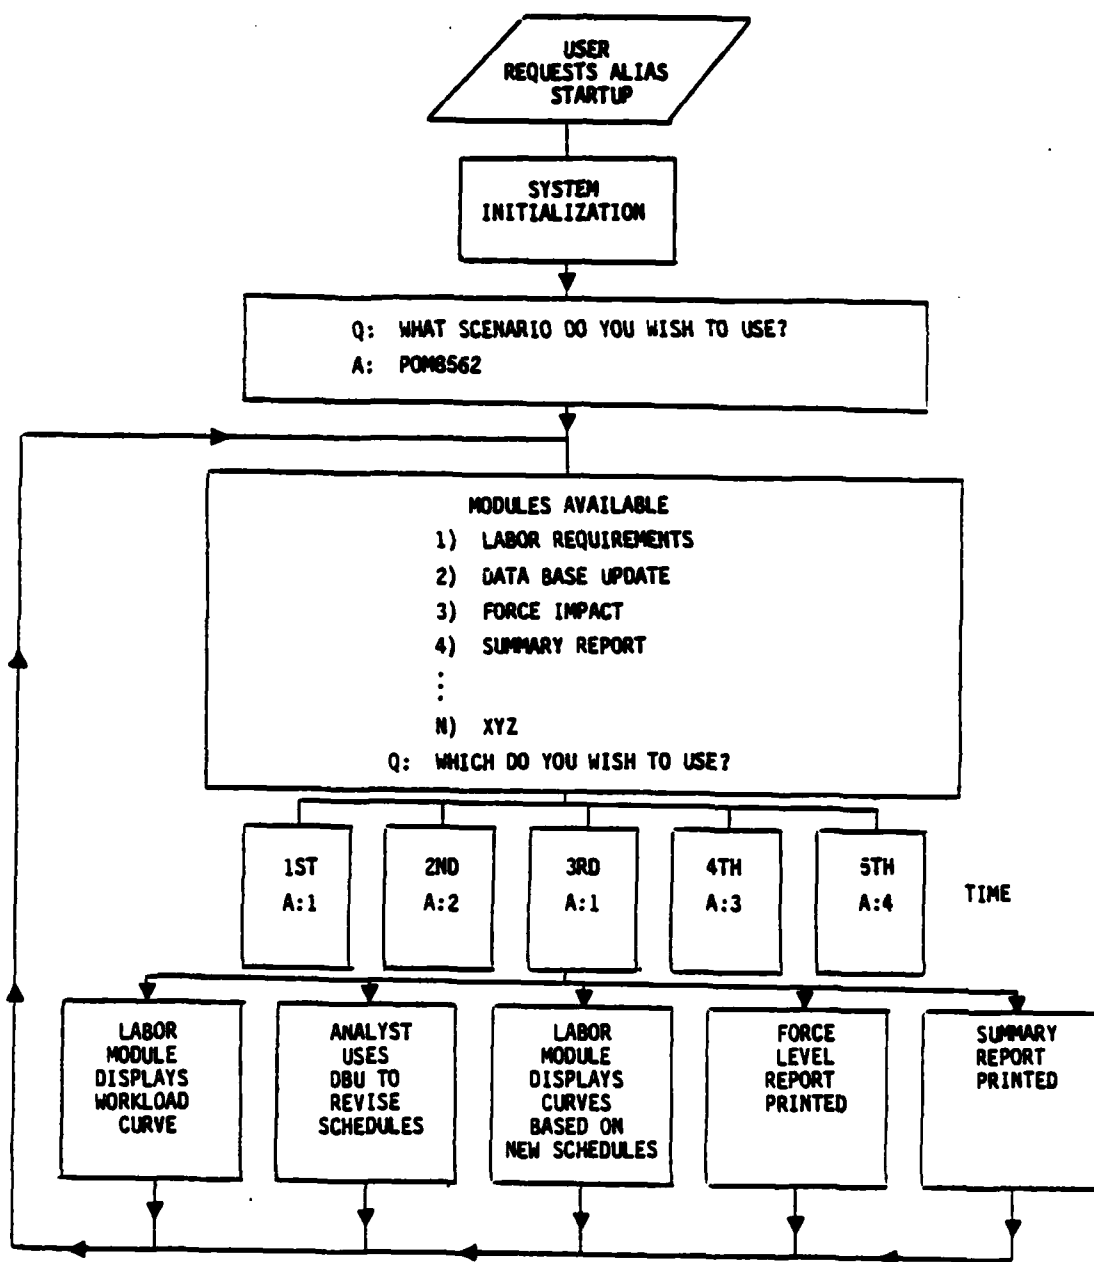 USER
REQUESTS ALIAS
STARTUP
SYSTEM
INITIALIZATION
Q: WHAT SCENARIO DO YOU WISH TO USE?
A: POM8562
MODULES AVAILABLE
1) LABOR REQUIREMENTS
2) DATA BASE UPDATE
3) FORCE IMPACT
4) SUMMARY REPORT
N) XYZ
Q: WHICH DO YOU WISH TO USE?
1ST
A:1
2ND
A:2
3RD
A:1
4TH
A:3
5TH
A:4
TIME
LABOR
MODULE
DISPLAYS
WORKLOAD
CURVE
ANALYST
USES
DBU TO
REVISE
SCHEDULES
LABOR
MODULE
DISPLAYS
CURVES
BASED ON
NEW SCHEDULES
FORCE
LEVEL
REPORT
PRINTED
SUMMARY
REPORT
PRINTED